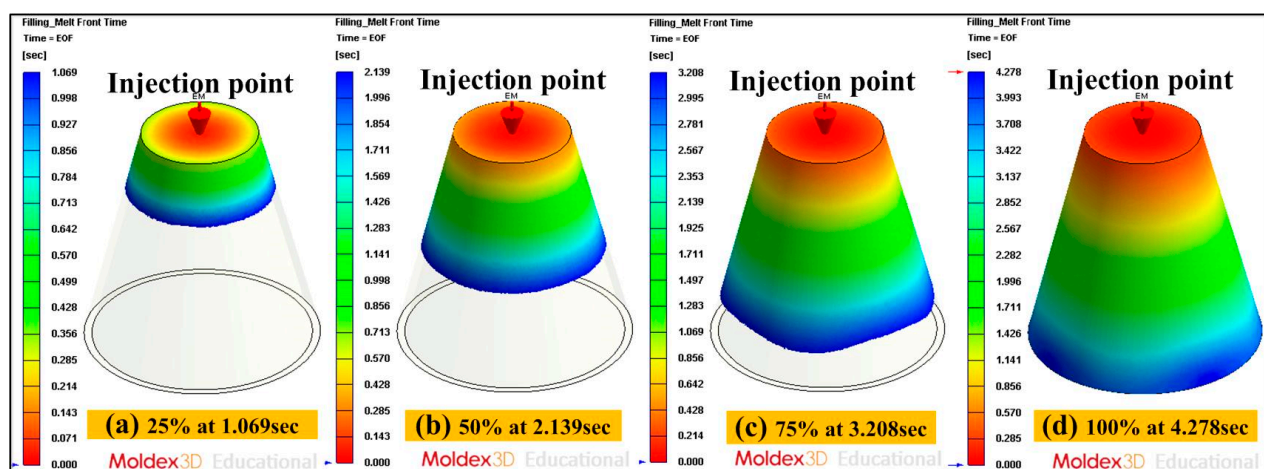 Filling_Melt Front Time
Time = EOF
[sec]
1.069
0.998
0.927
0.856
0.784
0.713
0.642
0.570
0.499
0.428
0.356
0.285
0.214
0.143
0.071
0.000
Injection point
EM
(a) 25% at 1.069sec
Moldex3D Educational
Filling_Melt Front Time
Time = EOF
[sec]
2.139
1.996
1.854
1.711
1.569
1.426
1.283
1.141
0.998
0.856
0.713
0.570
0.428
0.285
0.143
0.000
Injection point
EM
(b) 50% at 2.139sec
Moldex3D Educational
Filling_Melt Front Time
Time = EOF
[sec]
3.208
2.995
2.781
2.567
2.353
2.139
1.925
1.711
1.497
1.283
1.069
0.856
0.642
0.428
0.214
0.000
Injection point
EM
(c) 75% at 3.208sec
Moldex3D Educational
Filling_Melt Front Time
Time = EOF
[sec]
4.278
3.993
3.708
3.422
3.137
2.852
2.567
2.282
1.996
1.711
1.426
1.141
0.856
0.570
0.285
0.000
Injection point
EM
(d) 100% at 4.278sec
Moldex3D Educational